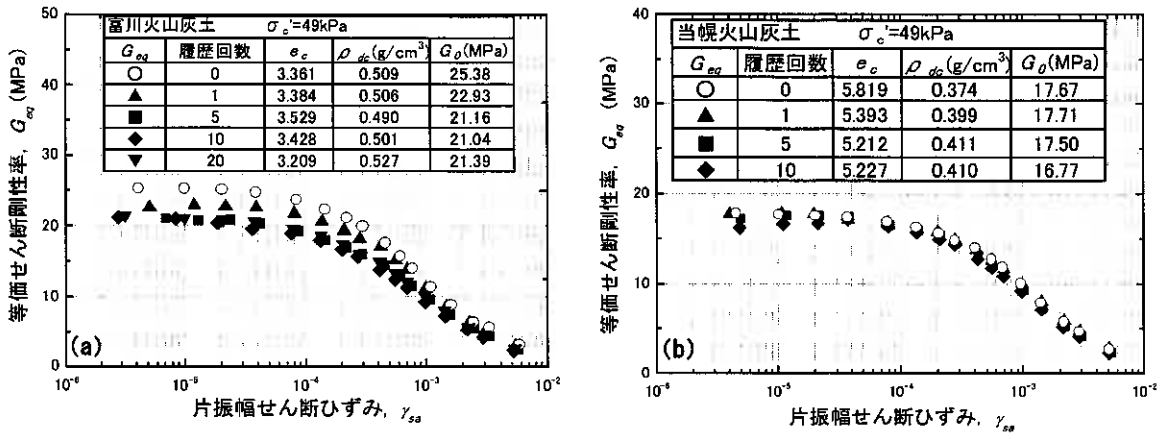 富川火山灰土 σc'=49kPa
Geq 履歴回数 ec ρdc(g/cm³) G0(MPa)
○ 0 3.361 0.509 25.38
▲ 1 3.384 0.506 22.93
■ 5 3.529 0.490 21.16
◆ 10 3.428 0.501 21.04
▼ 20 3.209 0.527 21.39
等価せん断剛性率, Geq (MPa)
50
40
30
20
10
0
(a)
10⁻⁶ 10⁻⁵ 10⁻⁴ 10⁻³ 10⁻²
片振幅せん断ひずみ, γsa
当幌火山灰土 σc'=49kPa
Geq 履歴回数 ec ρdc(g/cm³) G0(MPa)
○ 0 5.819 0.374 17.67
▲ 1 5.393 0.399 17.71
■ 5 5.212 0.411 17.50
◆ 10 5.227 0.410 16.77
等価せん断剛性率, Geq (MPa)
40
30
20
10
0
(b)
10⁻⁶ 10⁻⁵ 10⁻⁴ 10⁻³ 10⁻²
片振幅せん断ひずみ, γsa